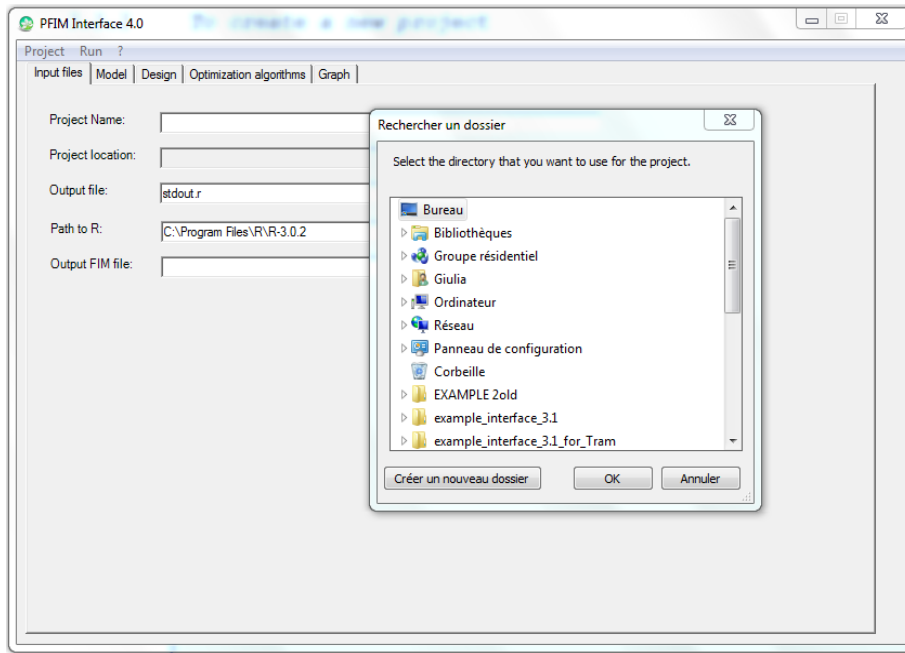 To create a new project
PFIM Interface 4.0
Project Run ?
Input files Model Design Optimization algorithms Graph
Project Name:
Project location:
Output file: stdout.r
Path to R: C:\Program Files\R\R-3.0.2
Output FIM file:
Rechercher un dossier
Select the directory that you want to use for the project.
Bureau
Bibliothèques
Groupe résidentiel
Giulia
Ordinateur
Réseau
Panneau de configuration
Corbeille
EXAMPLE 2old
example_interface_3.1
example_interface_3.1_for_Tram
Créer un nouveau dossier OK Annuler